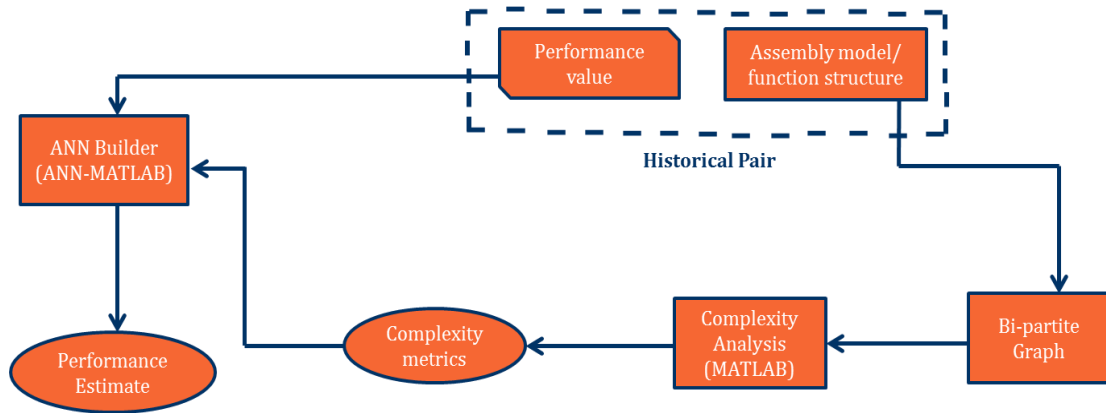 Performance
value
Assembly model/
function structure
Historical Pair
ANN Builder
(ANN-MATLAB)
Performance
Estimate
Complexity
metrics
Complexity
Analysis
(MATLAB)
Bi-partite
Graph